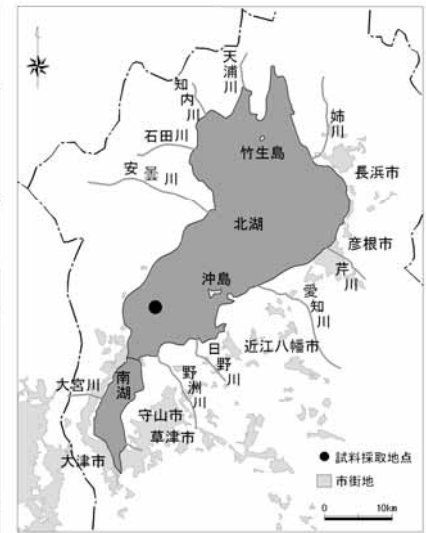 天浦川
知内川
石田川
姉川
竹生島
安曇川
長浜市
北湖
彦根市
芹川
沖島
愛知川
近江八幡市
日野川
野洲川
南湖
大宮川
守山市
草津市
大津市
試料採取地点
市街地
0 10km